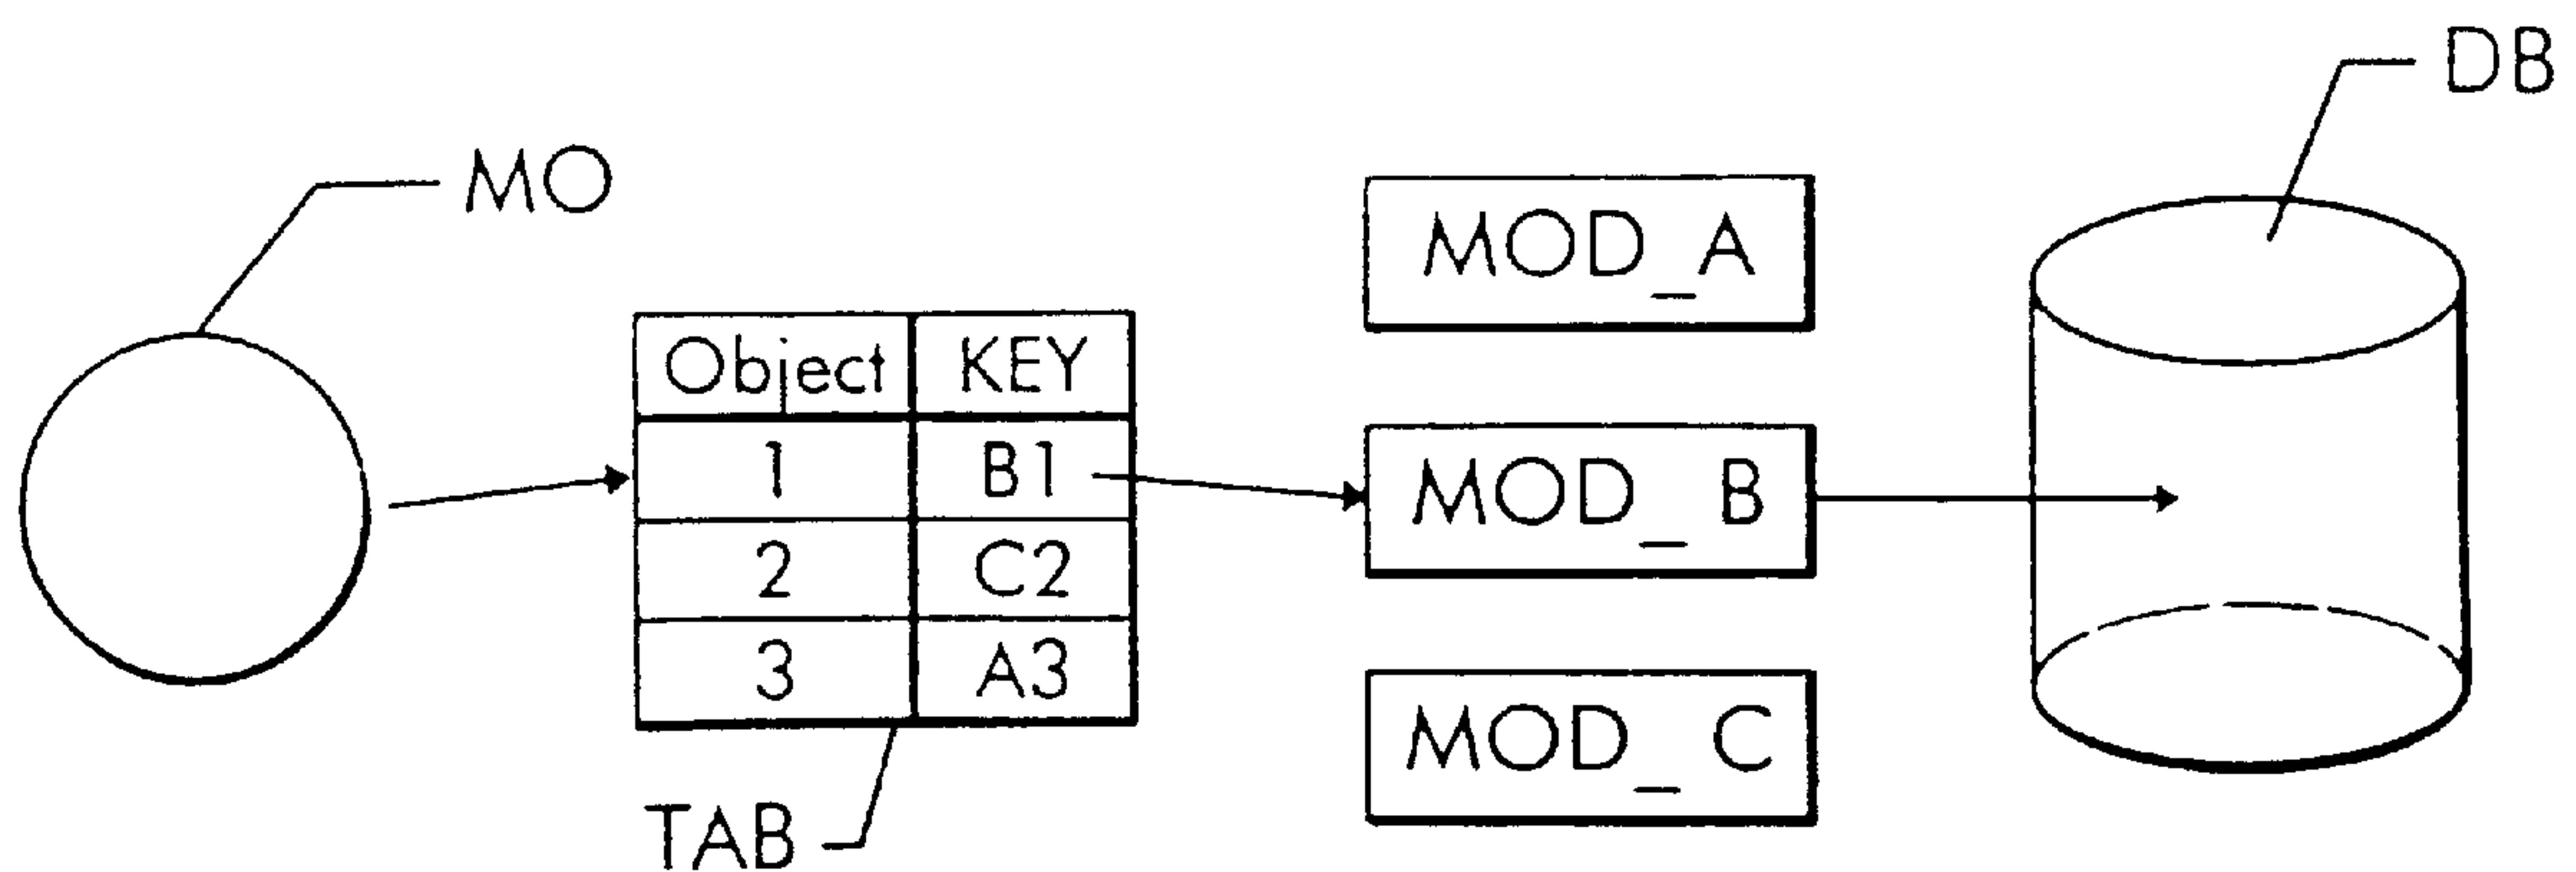 DB
MO
MOD_A
Object KEY
1 B1
MOD_B
2 C2
3 A3
MOD_C
TAB